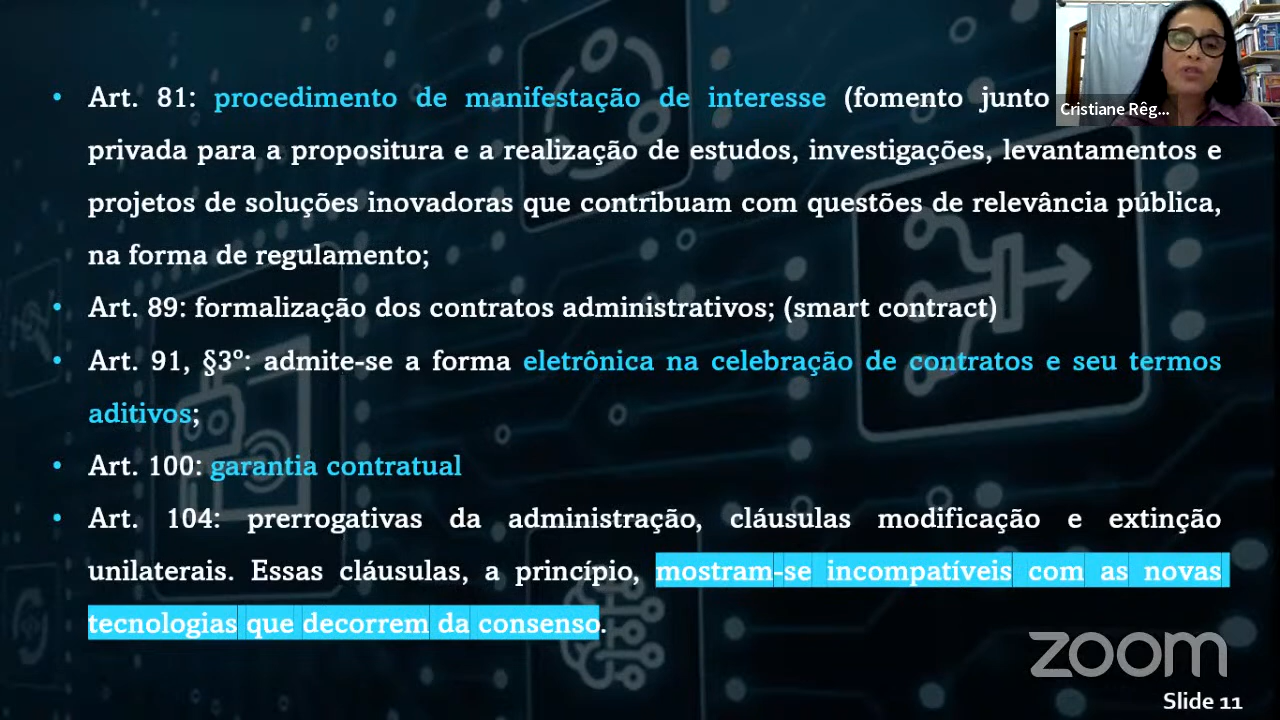 • Art. 81: procedimento de manifestação de interesse (fomento junto
privada para a propositura e a realização de estudos, investigações, levantamentos e
projetos de soluções inovadoras que contribuam com questões de relevância pública,
na forma de regulamento;
• Art. 89: formalização dos contratos administrativos; (smart contract)
• Art. 91, §3º: admite-se a forma eletrônica na celebração de contratos e seu termos
aditivos;
• Art. 100: garantia contratual
• Art. 104: prerrogativas da administração, cláusulas modificação e extinção
unilaterais. Essas cláusulas, a princípio, mostram-se incompatíveis com as novas
tecnologias que decorrem da consenso.
Cristiane Rêg...
zoom
Slide 11